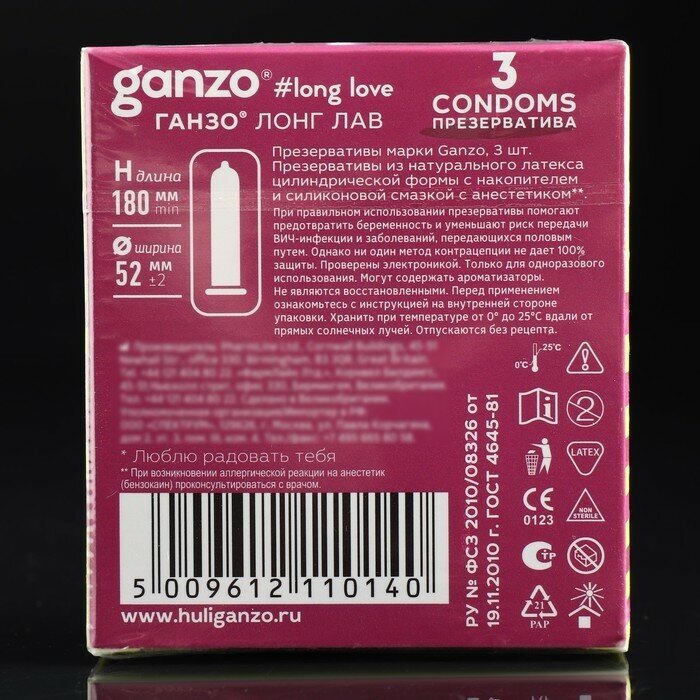 ganzo® #long love
ГАНЗО® ЛОНГ ЛАВ
3
CONDOMS
ПРЕЗЕРВАТИВА
H длина
180 мм
min
Ø ширина
52 мм
±2
Презервативы марки Ganzo, 3 шт.
Презервативы из натурального латекса
цилиндрической формы с накопителем
и силиконовой смазкой с анестетиком**
При правильном использовании презервативы помогают
предотвратить беременность и уменьшают риск передачи
ВИЧ-инфекции и заболеваний, передающихся половым
путем. Однако ни один метод контрацепции не дает 100%
защиты. Проверены электроникой. Только для одноразового
использования. Могут содержать ароматизаторы.
Не являются восстановленными. Перед применением
ознакомьтесь с инструкцией на внутренней стороне
упаковки. Хранить при температуре от 0° до 25°C вдали от
прямых солнечных лучей. Отпускаются без рецепта.
* Люблю радовать тебя
** При возникновении аллергической реакции на анестетик
(бензокаин) проконсультироваться с врачом.
5 009612 110140
www.huliganzo.ru
РУ № ФСЗ 2010/08326 от
19.11.2010 г. ГОСТ 4645-81
25°C
0°C
2
LATEX
CE
0123
NON
STERILE
СТР
21
PAP